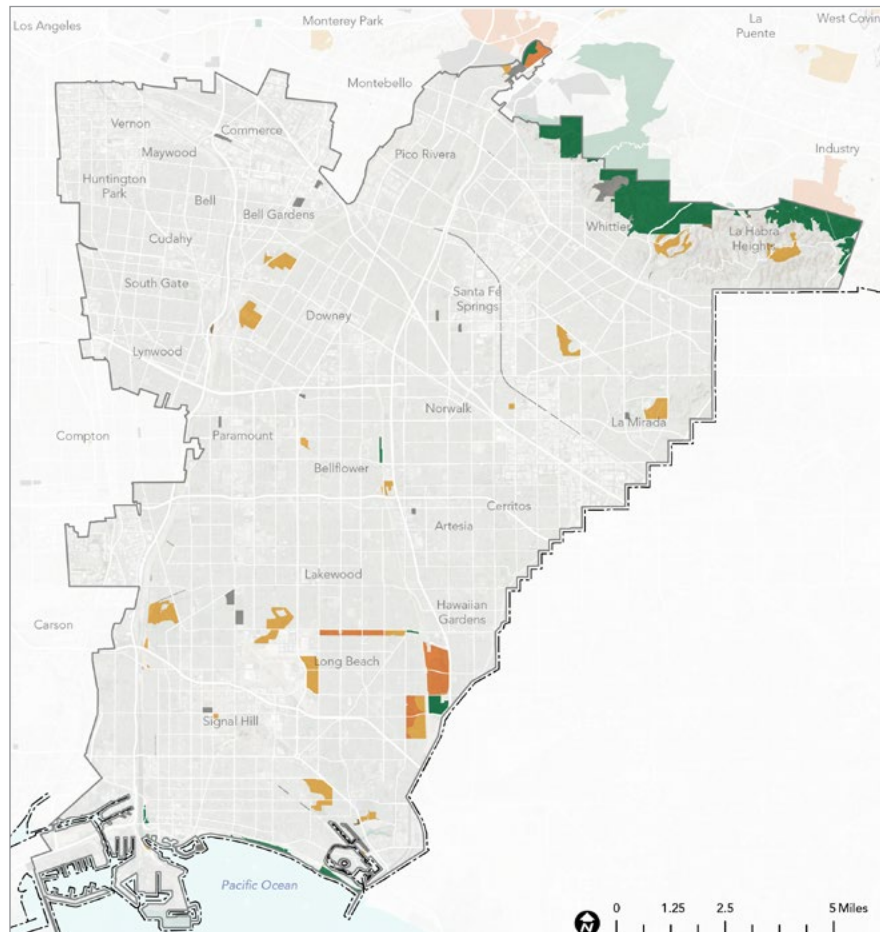 Los Angeles
Monterey Park
La
Puente
West Covin
Montebello
Vernon
Commerce
Maywood
Pico Rivera
Industry
Huntington
Park
Bell
Bell Gardens
Whittier
La Habra
Heights
Cudahy
South Gate
Santa Fe
Springs
Downey
Lynwood
Norwalk
La Mirada
Compton
Paramount
Bellflower
Cerritos
Artesia
Lakewood
Hawaiian
Gardens
Carson
Long Beach
Signal Hill
Pacific Ocean
N
0 1.25 2.5 5 Miles